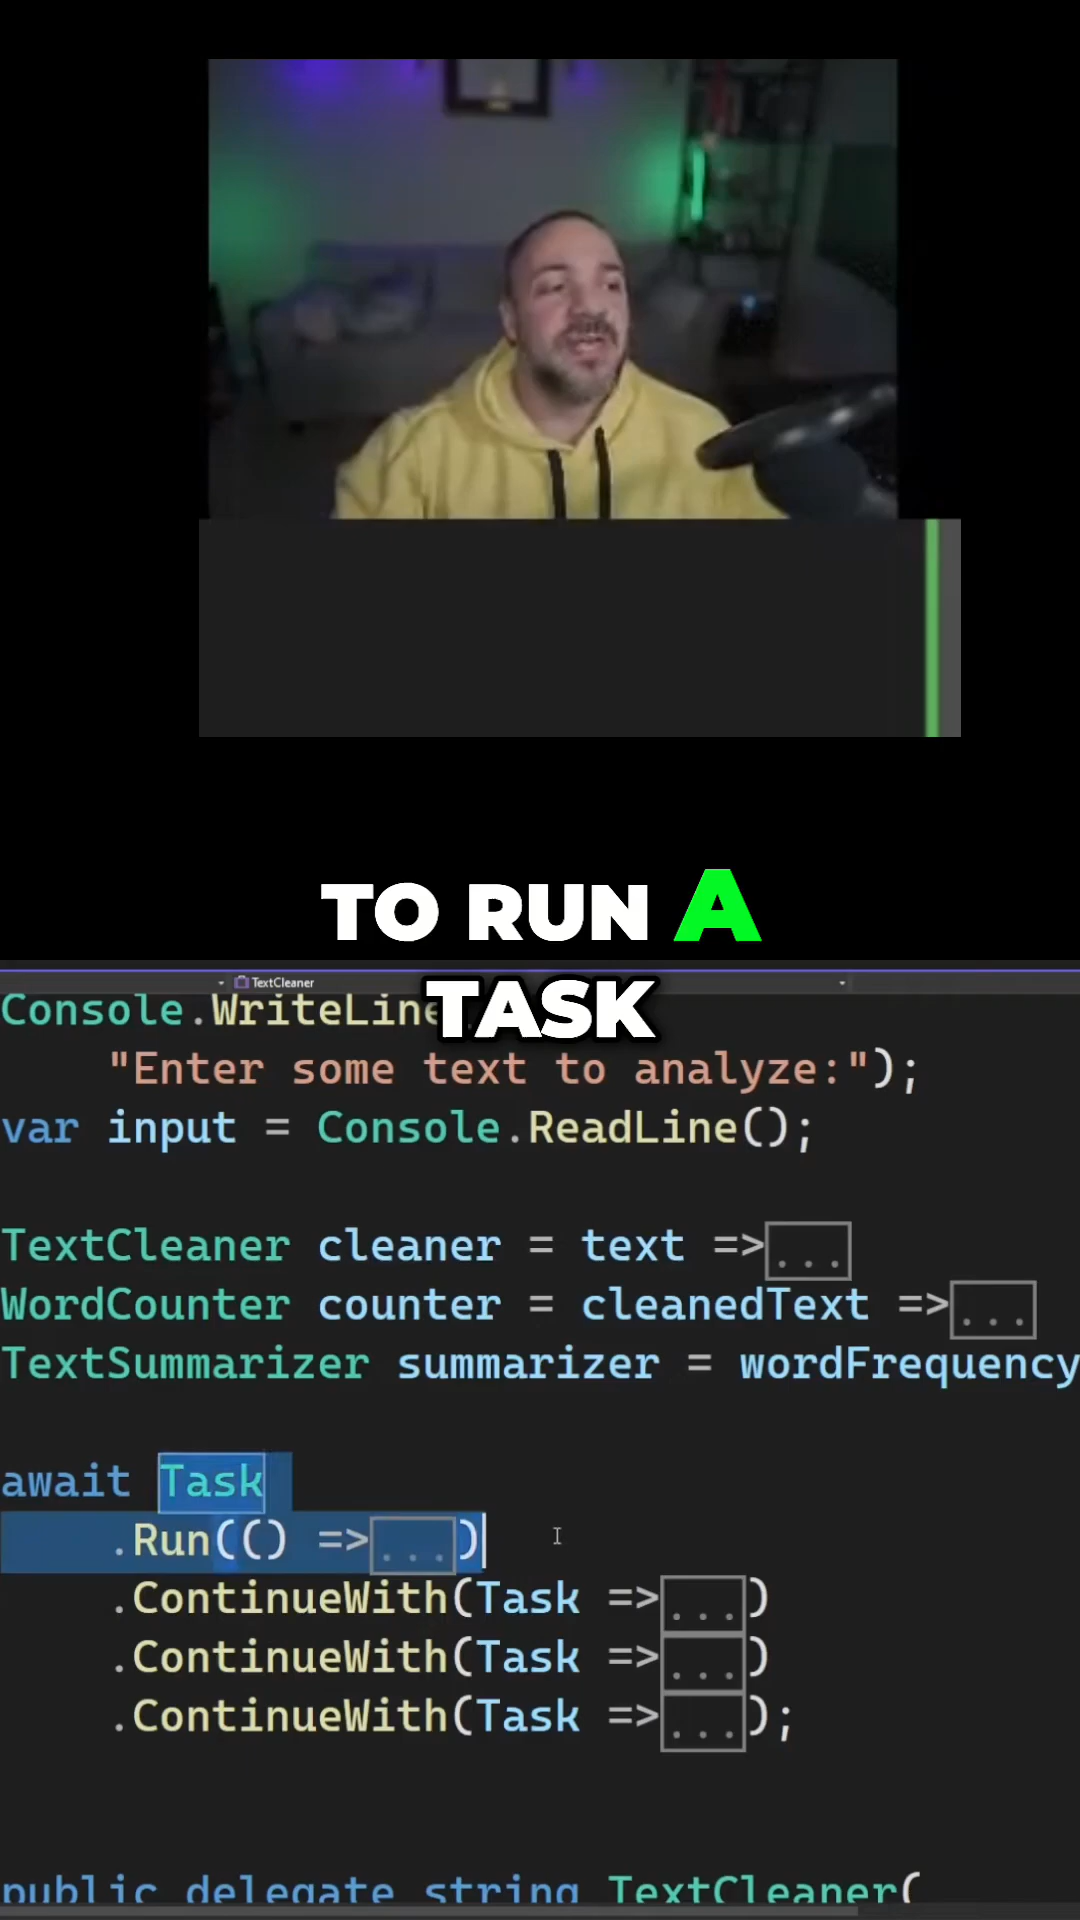 TO RUN A
TASK
TextCleaner
Console.WriteLine
"Enter some text to analyze:");
var input = Console.ReadLine();
TextCleaner cleaner = text =>...
WordCounter counter = cleanedText =>...
TextSummarizer summarizer = wordFrequency
await Task
.Run(() =>...)
.ContinueWith(Task =>...)
.ContinueWith(Task =>...)
.ContinueWith(Task =>...);
public delegate string TextCleaner(